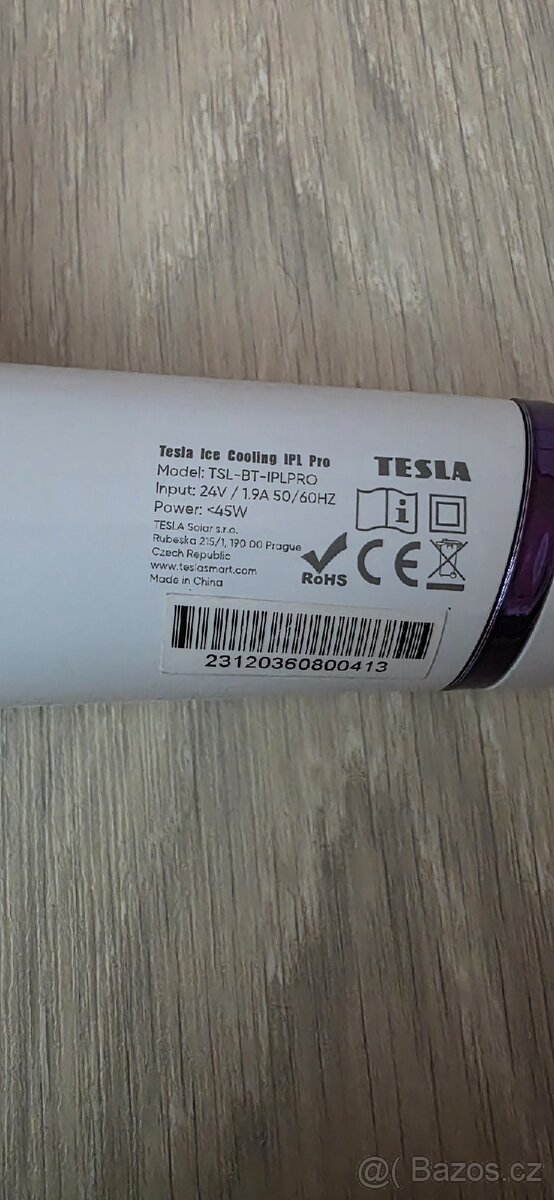 Tesla Ice Cooling IPL Pro
TESLA
Model: TSL-BT-IPLPRO
Input: 24V / 1.9A 50/60HZ
Power: <45W
TESLA Solar s.r.o.
Rubeska 215/1, 190 00 Prague
Czech Republic
www.teslasmart.com
Made in China
RoHS
CE
23120360800413
@( Bazos.cz